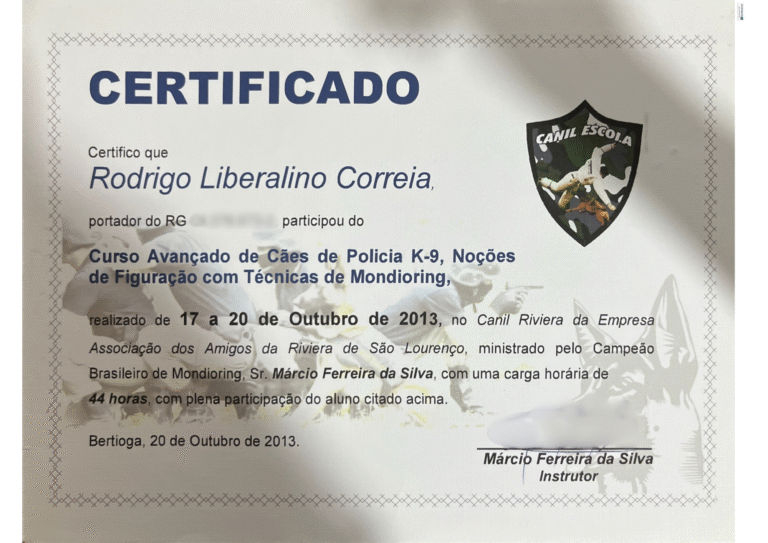 CERTIFICADO
CANIL ESCOLA
Certifico que
Rodrigo Liberalino Correia,
portador do RG participou do
Curso Avançado de Cães de Policia K-9, Noções
de Figuração com Técnicas de Mondioring,
realizado de 17 a 20 de Outubro de 2013, no Canil Riviera da Empresa
Associação dos Amigos da Riviera de São Lourenço, ministrado pelo Campeão
Brasileiro de Mondioring, Sr. Márcio Ferreira da Silva, com uma carga horária de
44 horas, com plena participação do aluno citado acima.
Bertioga, 20 de Outubro de 2013.
Márcio Ferreira da Silva
Instrutor